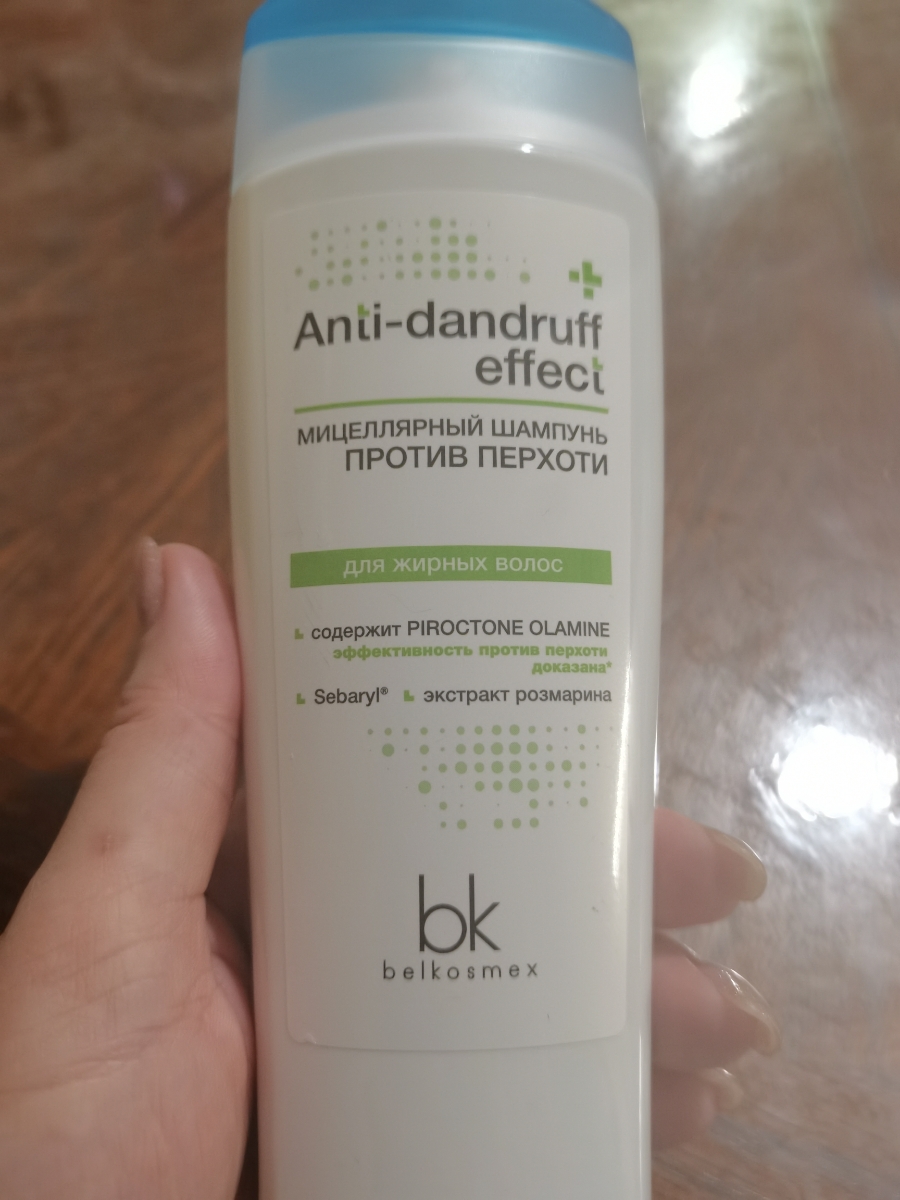 Anti-dandruff
effect
МИЦЕЛЛЯРНЫЙ ШАМПУНЬ
ПРОТИВ ПЕРХОТИ
для жирных волос
содержит PIROCTONE OLAMINE
эффективность против перхоти
доказана*
Sebaryl® экстракт розмарина
bk
belkosmex